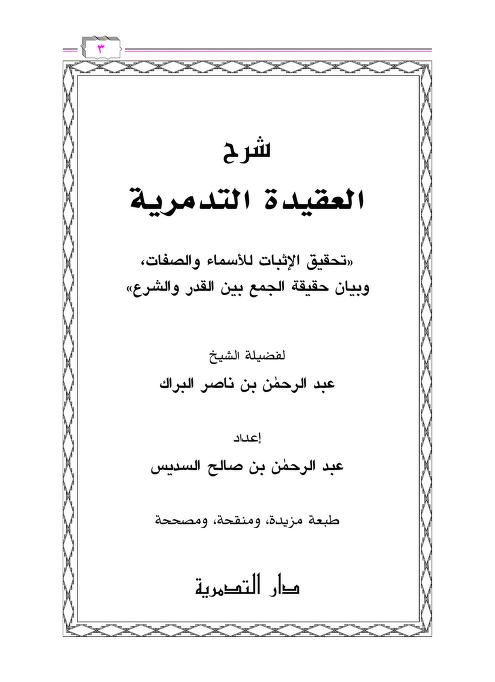 ٣
شرح
العقيدة التدمرية
«تحقيق الإثبات للأسماء والصفات،
وبيان حقيقة الجمع بين القدر والشرع»
لفضيلة الشيخ
عبد الرحمٰن بن ناصر البراك
إعداد
عبد الرحمٰن بن صالح السديس
طبعة مزيدة، ومنقحة، ومصححة
دار التدمرية